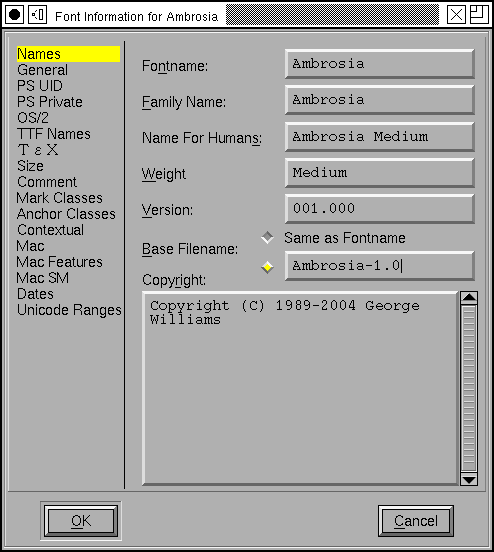 Font Information for Ambrosia
Names
General
PS UID
PS Private
OS/2
TTF Names
Τ ε Χ
Size
Comment
Mark Classes
Anchor Classes
Contextual
Mac
Mac Features
Mac SM
Dates
Unicode Ranges
Fontname: Ambrosia
Family Name: Ambrosia
Name For Humans: Ambrosia Medium
Weight Medium
Version: 001.000
Base Filename: Same as Fontname
Ambrosia-1.0
Copyright:
Copyright (C) 1989-2004 George
Williams
OK Cancel